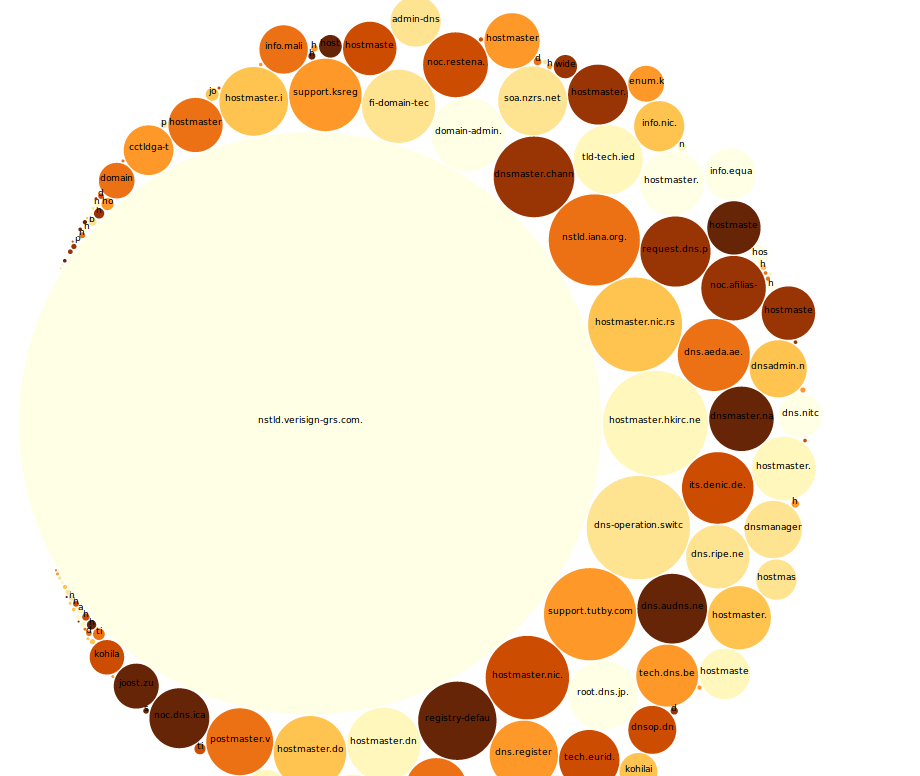 admin-dns
info.mali
h
host
hostmaste
hostmaster
noc.restena.
d
h
wide
enum.k
jo
hostmaster.i
support.ksreg
fi-domain-tec
soa.nzrs.net
hostmaster.
p
hostmaster
domain-admin.
info.nic.
n
cctldga-t
dnsmaster.chann
tld-tech.ied
hostmaster.
info.equa
domain
d
h
ho
h
p
h
h
p
nstld.iana.org.
request.dns.p
hostmaste
hos
h
h
noc.afilias-
hostmaste
hostmaster.nic.rs
dns.aeda.ae.
dnsadmin.n
nstld.verisign-grs.com.
hostmaster.hkirc.ne
dnsmaster.na
dns.nitc
its.denic.de.
hostmaster.
h
dns-operation.switc
dnsmanager
dns.ripe.ne
hostmas
h
h
a
h
d
ti
support.tutby.com
dns.audns.ne
hostmaster.
kohila
joost.zu
hostmaster.nic.
root.dns.jp.
tech.dns.be
hostmaste
d
noc.dns.ica
ti
postmaster.v
hostmaster.do
hostmaster.dn
registry-defau
dns.register
tech.eurid.
dnsop.dn
kohilai